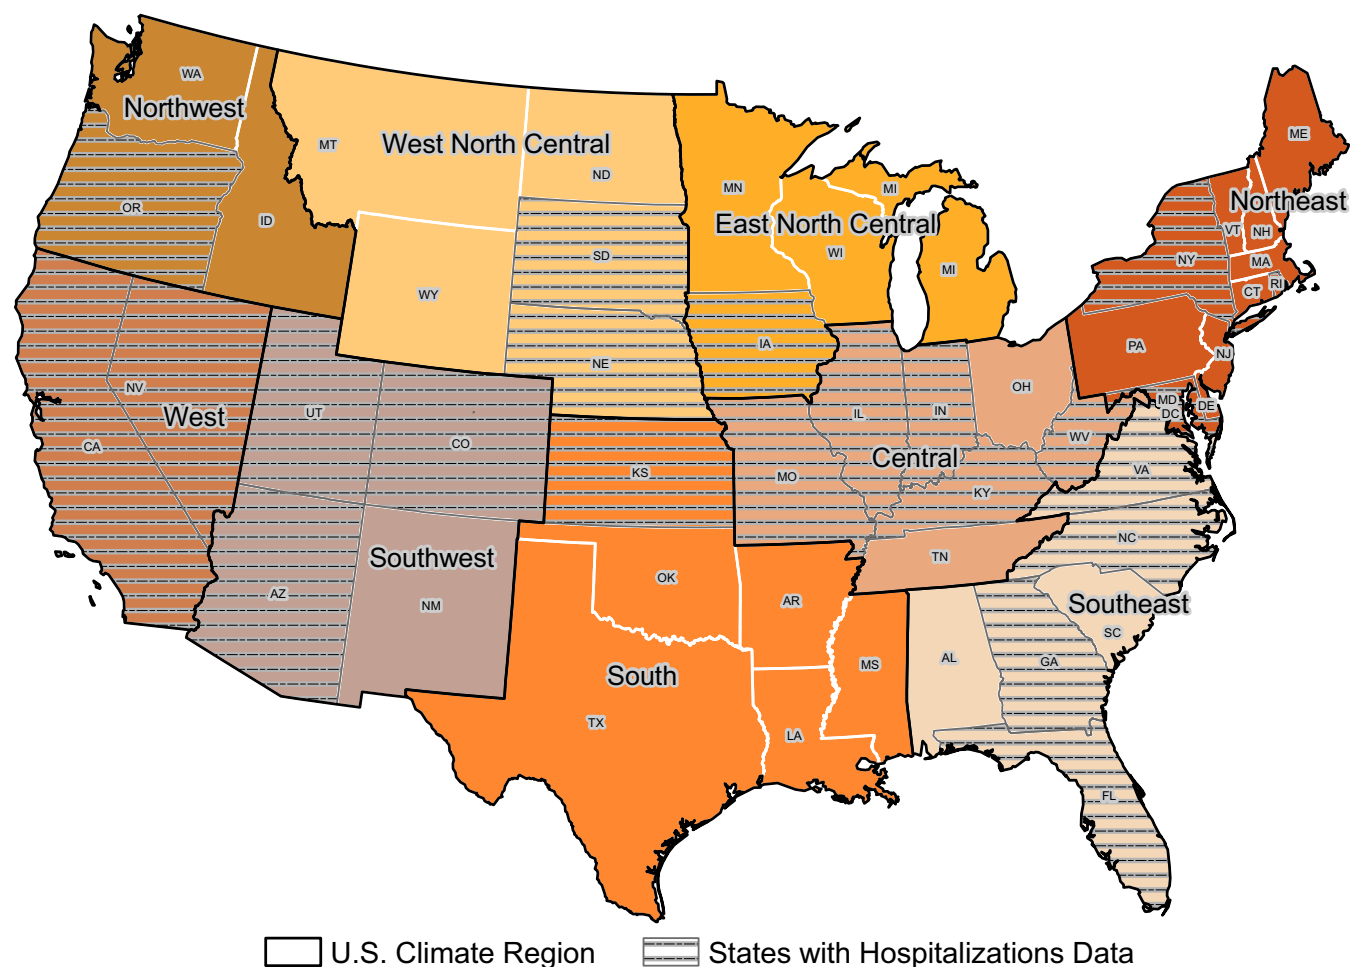 WA
Northwest
MT
West North Central
ND
OR
ID
SD
WY
NE
MN
MI
East North Central
WI
MI
IA
ME
Northeast
VT
NH
NY
MA
CT
RI
PA
NJ
NV
West
CA
UT
CO
KS
IL
IN
OH
Central
MO
KY
WV
MD
DC
DE
VA
Southwest
AZ
NM
OK
AR
TN
NC
Southeast
SC
South
TX
LA
MS
AL
GA
FL
U.S. Climate Region
States with Hospitalizations Data